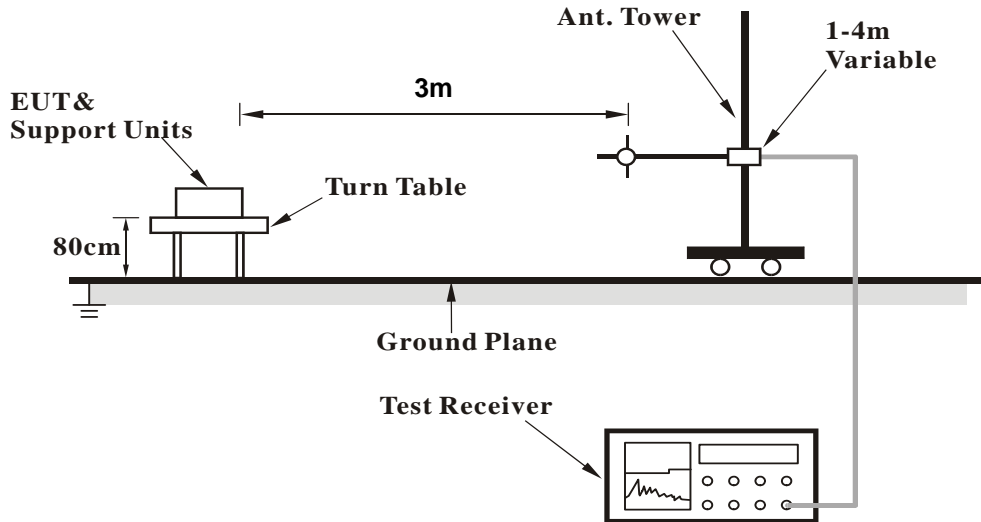 Ant. Tower
1-4m
Variable
3m
EUT&
Support Units
Turn Table
80cm
Ground Plane
Test Receiver